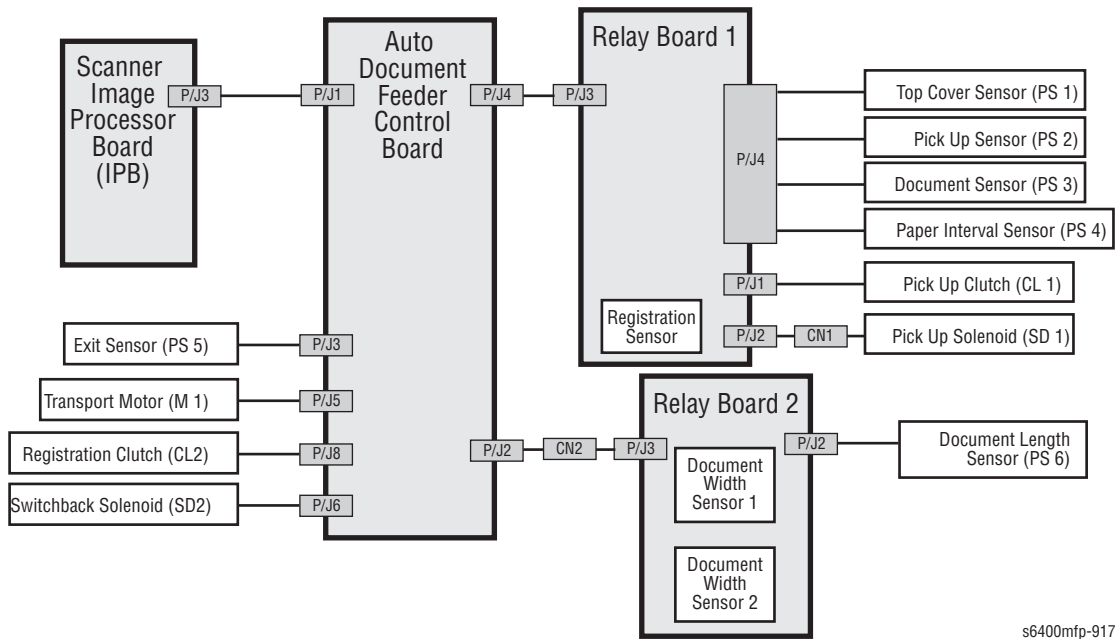 Scanner
Image
Processor
Board
(IPB)
P/J3
P/J1
Auto
Document
Feeder
Control
Board
P/J4
P/J3
Relay Board 1
P/J4
Top Cover Sensor (PS 1)
Pick Up Sensor (PS 2)
Document Sensor (PS 3)
Paper Interval Sensor (PS 4)
P/J1
Pick Up Clutch (CL 1)
Registration
Sensor
P/J2
CN1
Pick Up Solenoid (SD 1)
Exit Sensor (PS 5)
P/J3
Transport Motor (M 1)
P/J5
Registration Clutch (CL2)
P/J8
Switchback Solenoid (SD2)
P/J6
P/J2
CN2
P/J3
Relay Board 2
P/J2
Document Length
Sensor (PS 6)
Document
Width
Sensor 1
Document
Width
Sensor 2
s6400mfp-917